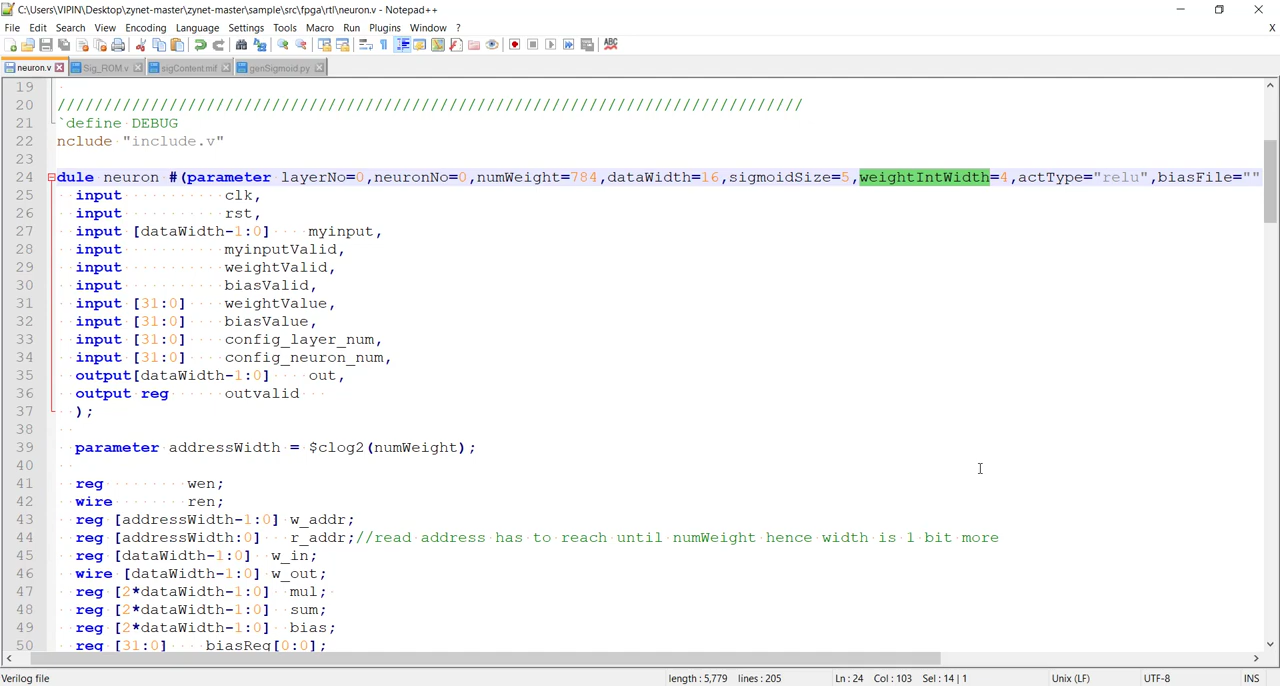 C:\Users\VIPIN\Desktop\zynet-master\zynet-master\sample\src\fpga\rtl\neuron.v - Notepad++
File Edit Search View Encoding Language Settings Tools Macro Run Plugins Window ?
X
neuron.v Sig_ROM.v sigContent.mif genSigmoid.py
19
20 /////////////////////////////////////////////////////////////////////////////////
21 `define DEBUG
22 nclude "include.v"
23
24 dule neuron #(parameter layerNo=0,neuronNo=0,numWeight=784,dataWidth=16,sigmoidSize=5,weightIntWidth=4,actType="relu",biasFile=""
25 input clk,
26 input rst,
27 input [dataWidth-1:0] myinput,
28 input myinputValid,
29 input weightValid,
30 input biasValid,
31 input [31:0] weightValue,
32 input [31:0] biasValue,
33 input [31:0] config_layer_num,
34 input [31:0] config_neuron_num,
35 output[dataWidth-1:0] out,
36 output reg outvalid
37 );
38
39 parameter addressWidth = $clog2(numWeight);
40
41 reg wen;
42 wire ren;
43 reg [addressWidth-1:0] w_addr;
44 reg [addressWidth:0] r_addr;//read address has to reach until numWeight hence width is 1 bit more
45 reg [dataWidth-1:0] w_in;
46 wire [dataWidth-1:0] w_out;
47 reg [2*dataWidth-1:0] mul;
48 reg [2*dataWidth-1:0] sum;
49 reg [2*dataWidth-1:0] bias;
50 reg [31:0] biasReg[0:0];
Verilog file length : 5,779 lines : 205 Ln : 24 Col : 103 Sel : 14 | 1 Unix (LF) UTF-8 INS